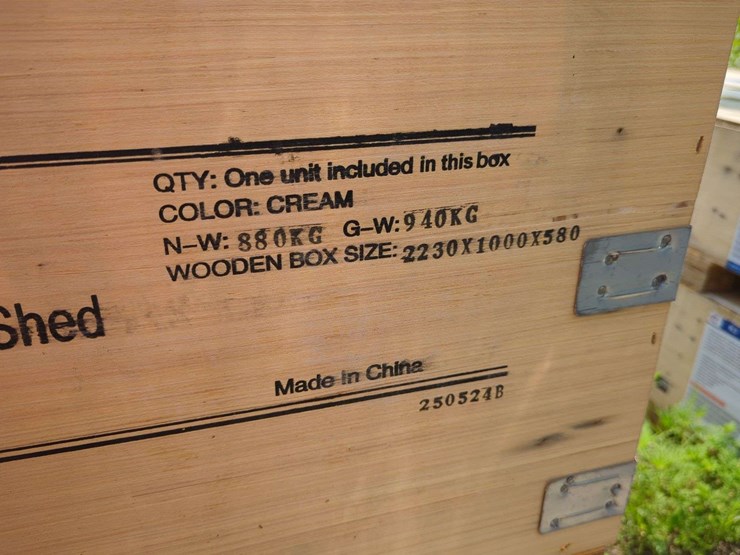 QTY: One unit included in this box
COLOR: CREAM
N-W: 880KG G-W: 940KG
WOODEN BOX SIZE: 2230X1000X580
Shed
Made in China
250524B